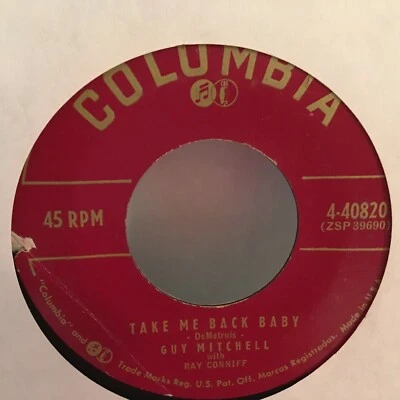 COLUMBIA
45 RPM
4-40820
(ZSP 39690)
TAKE ME BACK BABY
- DeMetruis -
GUY MITCHELL
with
RAY CONNIFF
"Columbia" and Trade Marks Reg. U.S. Pat. Off. Marcas Registradas. Made in U.S.